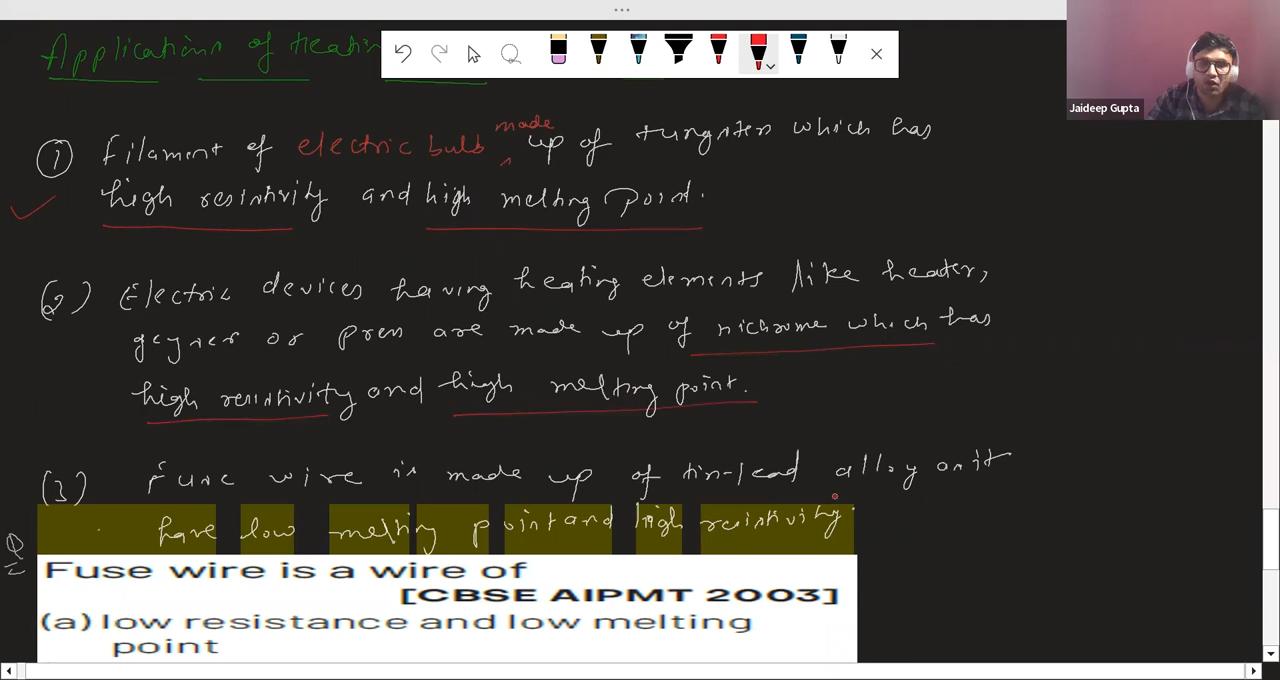 Applications of Heatin
Jaideep Gupta
made
(1) Filament of electric bulb ^ up of tungsten which has
high resistivity and high melting point.
(2) Electric devices having heating elements like heater,
geyser or press are made up of nichrome which has
high resistivity and high melting point.
(3) Fuse wire is made up of tin-lead alloy as it
have low melting point and high resistivity.
Q
Fuse wire is a wire of
[CBSE AIPMT 2003]
(a) low resistance and low melting
point